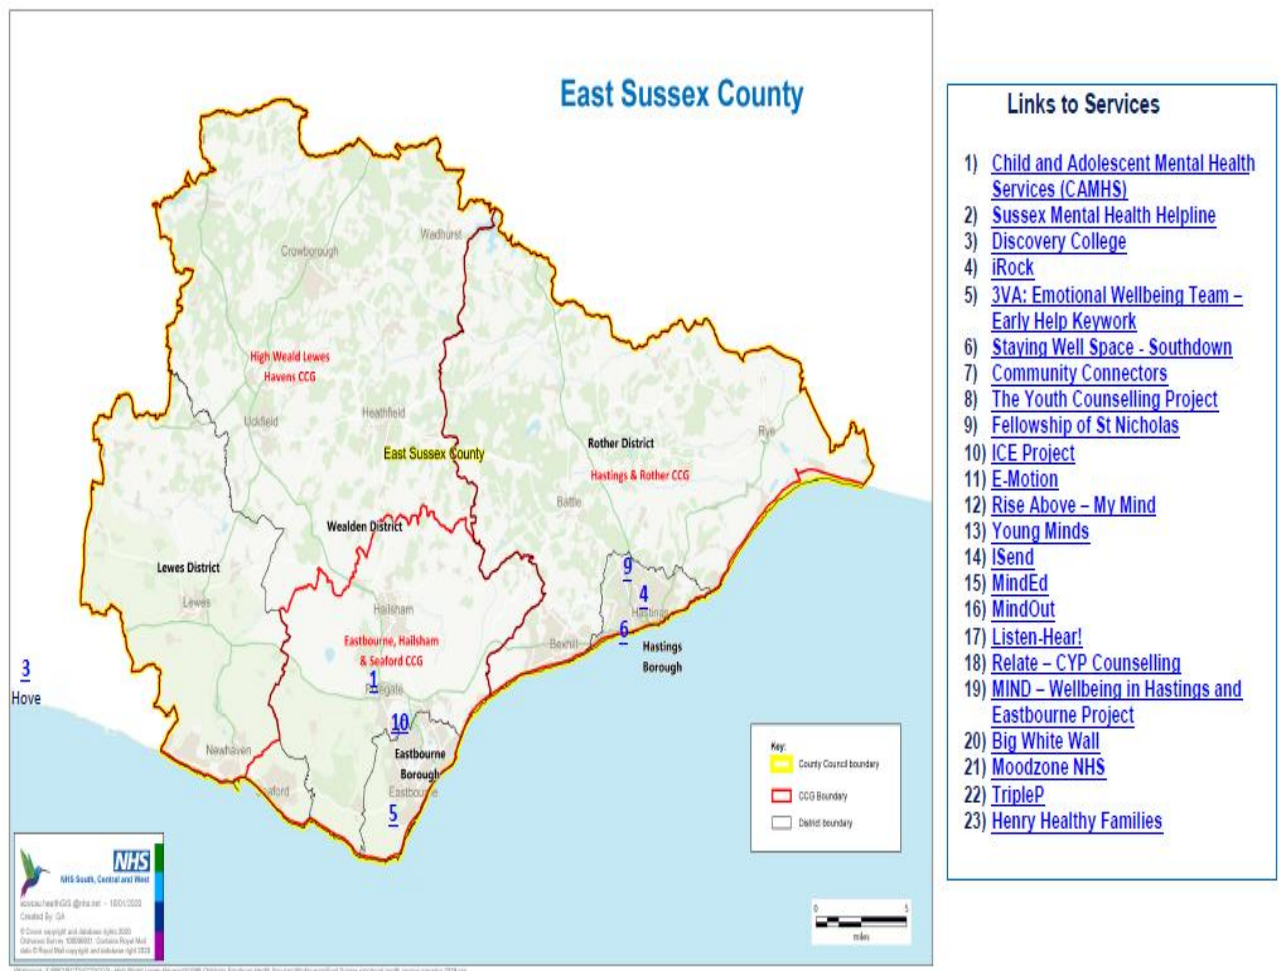 East Sussex County
Crowborough
Wadhurst
High Weald Lewes
Havens CCG
Uckfield
Heathfield
East Sussex County
Rother District
Rye
Hastings & Rother CCG
Battle
Wealden District
Lewes District
Lewes
9
4
Hastings
6
Bexhill
Hastings
Borough
Hailsham
Eastbourne, Hailsham
& Seaford CCG
1
Polegate
3
Hove
10
Newhaven
Eastbourne
Borough
Eastbourne
5
Seaford
Key:
County Council boundary
CCG Boundary
District boundary
NHS
NHS South, Central and West
Created By: GA
0 5
miles
Links to Services
1) Child and Adolescent Mental Health
Services (CAMHS)
2) Sussex Mental Health Helpline
3) Discovery College
4) iRock
5) 3VA: Emotional Wellbeing Team –
Early Help Keywork
6) Staying Well Space - Southdown
7) Community Connectors
8) The Youth Counselling Project
9) Fellowship of St Nicholas
10) ICE Project
11) E-Motion
12) Rise Above – My Mind
13) Young Minds
14) ISend
15) MindEd
16) MindOut
17) Listen-Hear!
18) Relate – CYP Counselling
19) MIND – Wellbeing in Hastings and
Eastbourne Project
20) Big White Wall
21) Moodzone NHS
22) TripleP
23) Henry Healthy Families